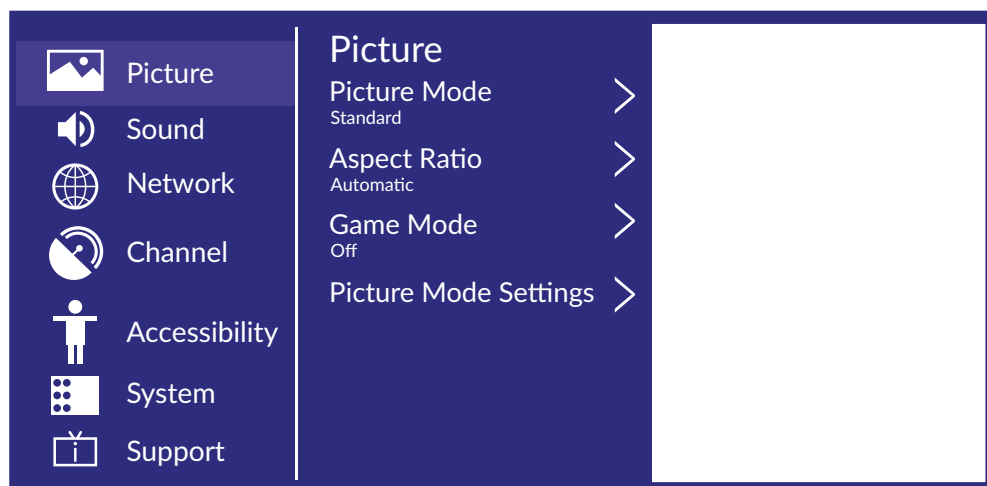 Picture
Sound
Network
Channel
Accessibility
System
Support
Picture
Picture Mode
Standard
Aspect Ratio
Automatic
Game Mode
Off
Picture Mode Settings